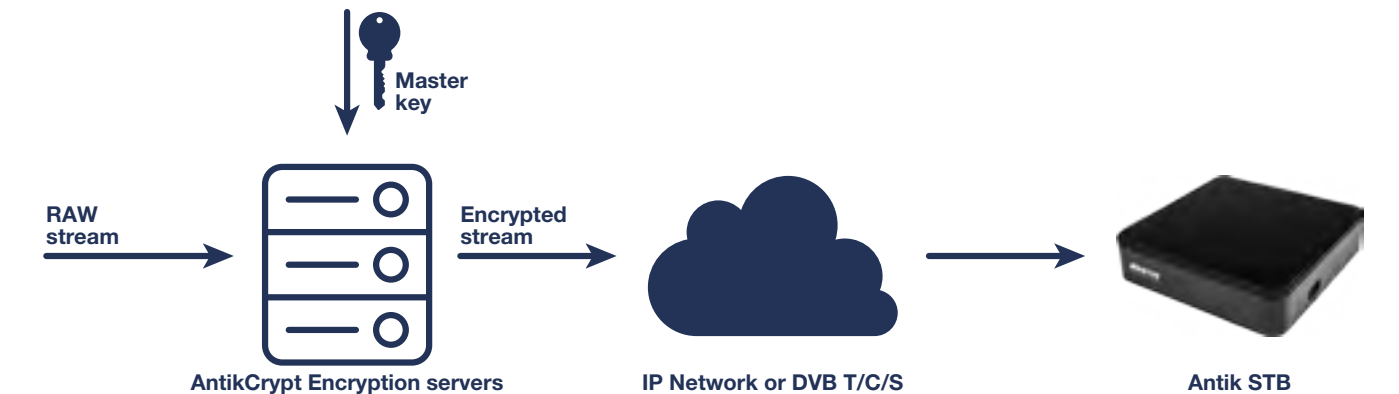 Master
key
RAW
stream
Encrypted
stream
AntikCrypt Encryption servers
IP Network or DVB T/C/S
Antik STB